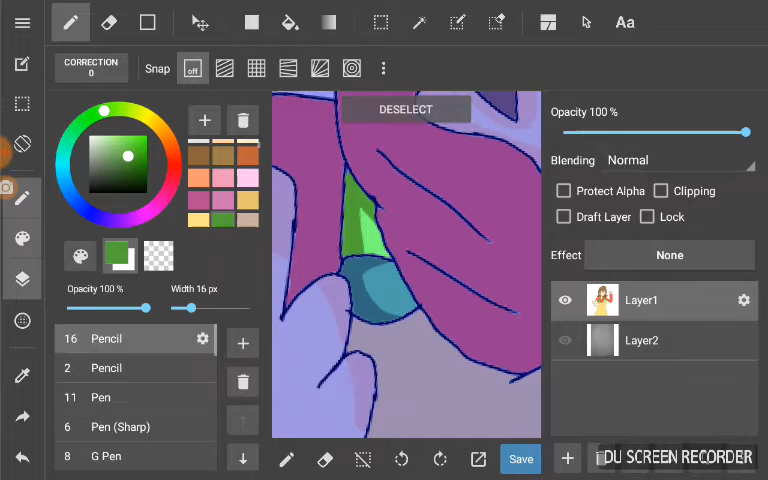 Aa
CORRECTION
0
Snap
off
DESELECT
Opacity 100 %
Blending
Normal
Protect Alpha
Clipping
Draft Layer
Lock
Effect
None
Opacity 100 %
Width 16 px
Layer1
Layer2
16 Pencil
2 Pencil
11 Pen
6 Pen (Sharp)
8 G Pen
Save
DU SCREEN RECORDER